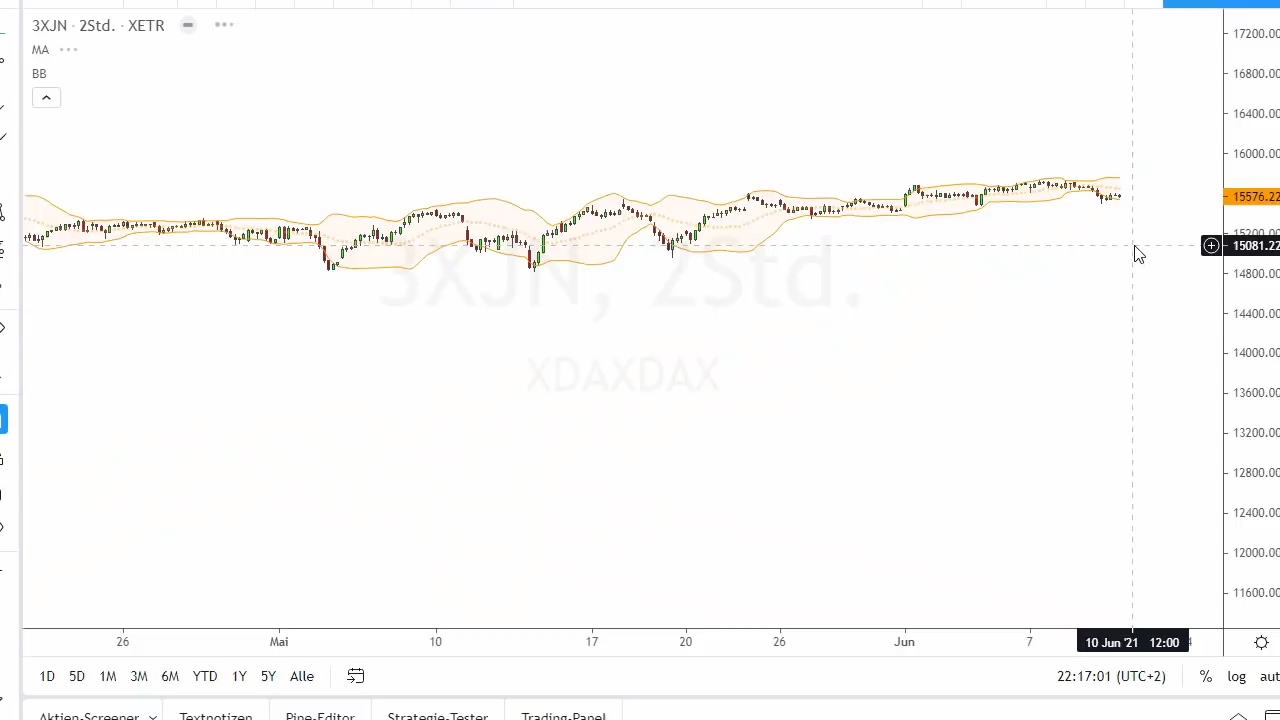 3XJN · 2Std. · XETR
MA
BB
3XJN, 2Std.
XDAXDAX
17200.00
16800.00
16400.00
16000.00
15576.22
15200.00
15081.22
14800.00
14400.00
14000.00
13600.00
13200.00
12800.00
12400.00
12000.00
11600.00
26 Mai 10 17 20 26 Jun 7 10 Jun '21 12:00
1D 5D 1M 3M 6M YTD 1Y 5Y Alle 22:17:01 (UTC+2) % log aut
Aktien-Screener Textnotizen Pine-Editor Strategie-Tester Trading-Panel